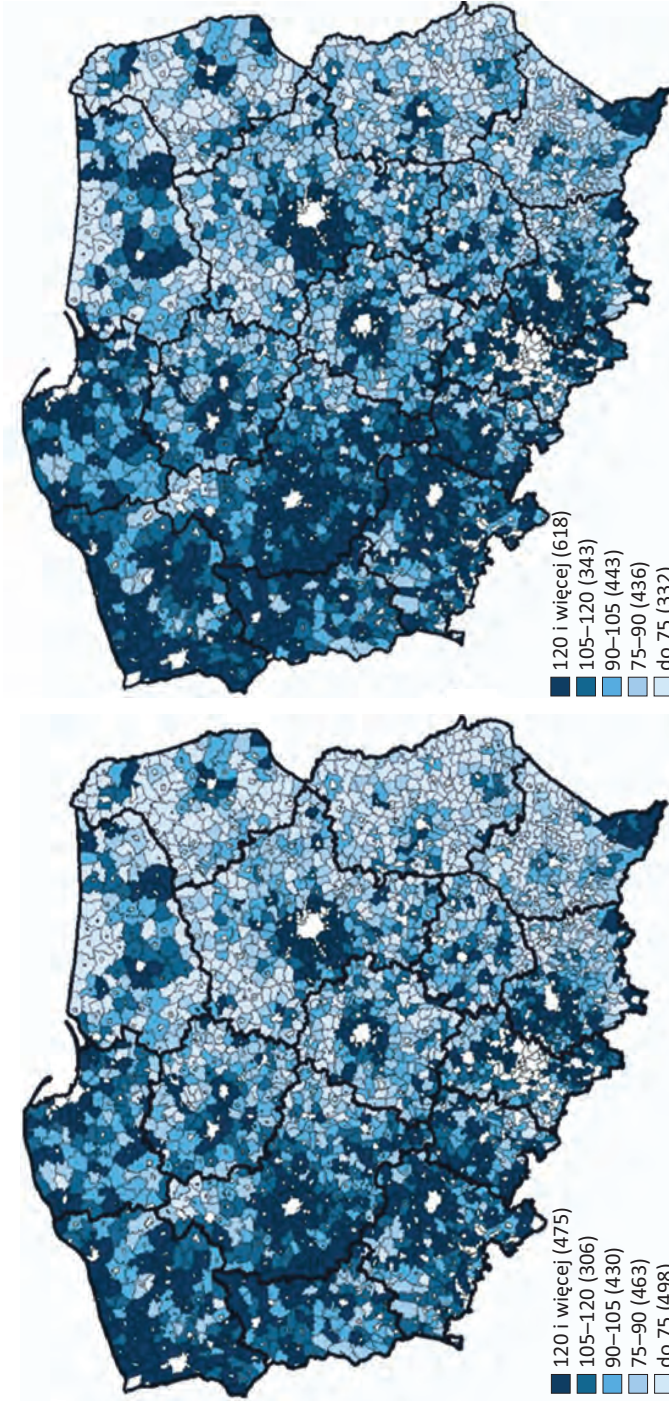 120 i więcej (475)
105–120 (306)
90–105 (430)
75–90 (463)
do 75 (498)
120 i więcej (618)
105–120 (343)
90–105 (443)
75–90 (436)
do 75 (332)